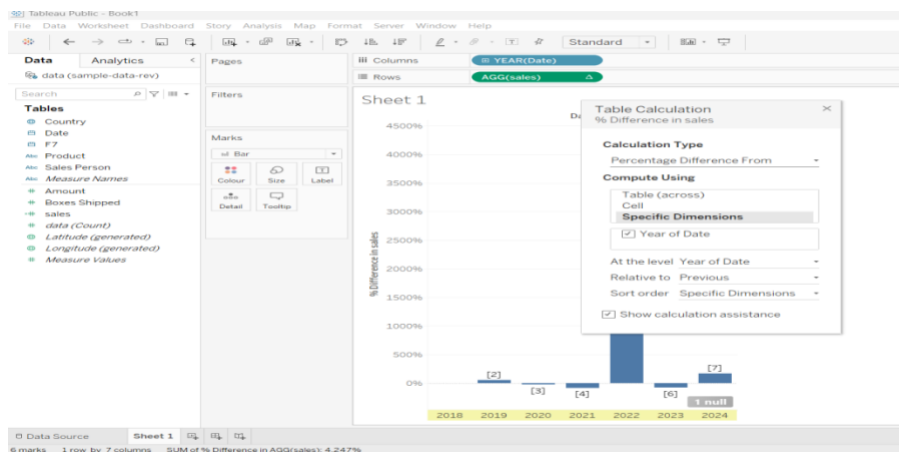 Tableau Public - Book1
File Data Worksheet Dashboard Story Analysis Map Format Server Window Help
Standard
Data Analytics < Pages Columns YEAR(Date)
data (sample-data-rev) Rows AGG(sales) Δ
Search
Filters
Sheet 1
Tables
Country
Date
F7
Abc Product
Abc Sales Person
Abc Measure Names
Amount
Boxes Shipped
sales
data (Count)
Latitude (generated)
Longitude (generated)
Measure Values
Marks
Bar
Colour Size Label
Detail Tooltip
Da
Table Calculation ×
% Difference in sales
Calculation Type
Percentage Difference From
Compute Using
Table (across)
Cell
Specific Dimensions
Year of Date
At the level Year of Date
Relative to Previous
Sort order Specific Dimensions
Show calculation assistance
% Difference in sales
4500%
4000%
3500%
3000%
2500%
2000%
1500%
1000%
500%
0%
[2] [3] [4] [6] [7]
1 null
2018 2019 2020 2021 2022 2023 2024
Data Source Sheet 1
6 marks 1 row by 7 columns SUM of % Difference in AGG(sales): 4,247%